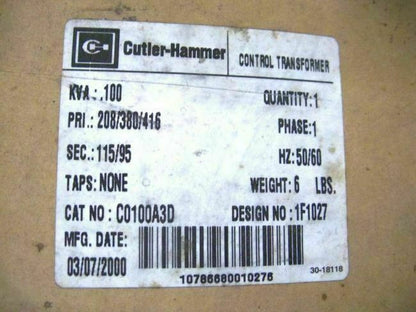 Cutler-Hammer CONTROL TRANSFORMER
KVA: .100 QUANTITY: 1
PRI.: 208/380/416 PHASE: 1
SEC.: 115/95 HZ: 50/60
TAPS: NONE WEIGHT: 6 LBS.
CAT NO: C0100A3D DESIGN NO: 1F1027
MFG. DATE:
03/07/2000
10786680010276
30-18118